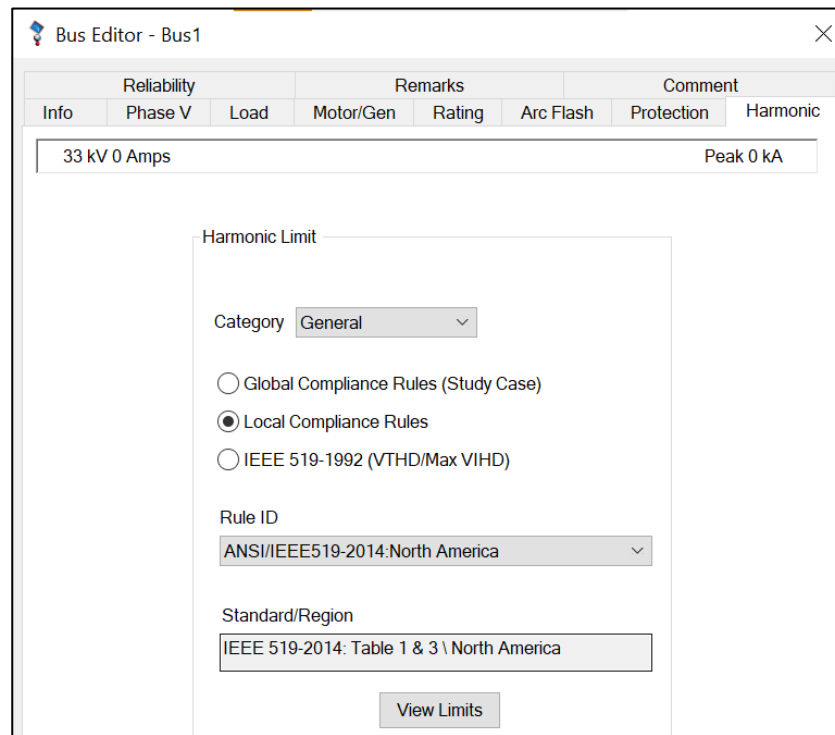 Bus Editor - Bus1
Reliability Remarks Comment
Info Phase V Load Motor/Gen Rating Arc Flash Protection Harmonic
33 kV 0 Amps Peak 0 kA
Harmonic Limit
Category General
Global Compliance Rules (Study Case)
Local Compliance Rules
IEEE 519-1992 (VTHD/Max VIHD)
Rule ID
ANSI/IEEE519-2014:North America
Standard/Region
IEEE 519-2014: Table 1 & 3 \ North America
View Limits